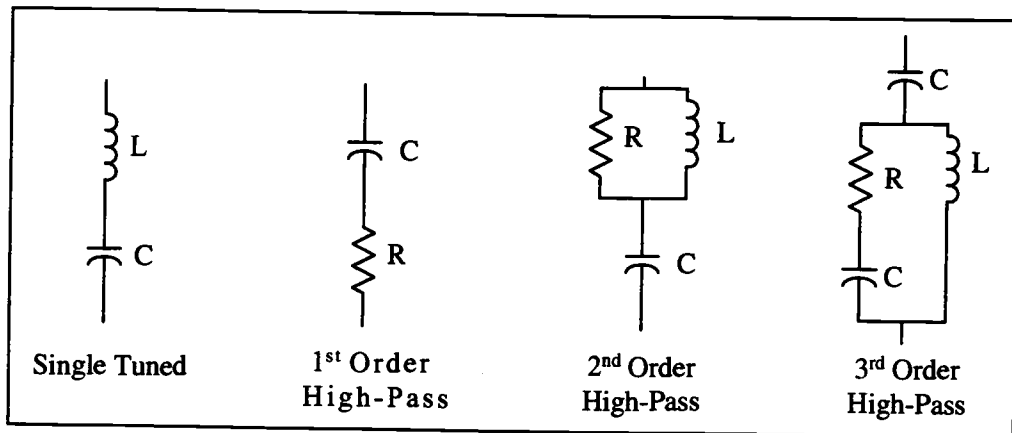 L
C
Single Tuned
C
R
1st Order
High-Pass
R
L
C
2nd Order
High-Pass
C
R
L
C
3rd Order
High-Pass